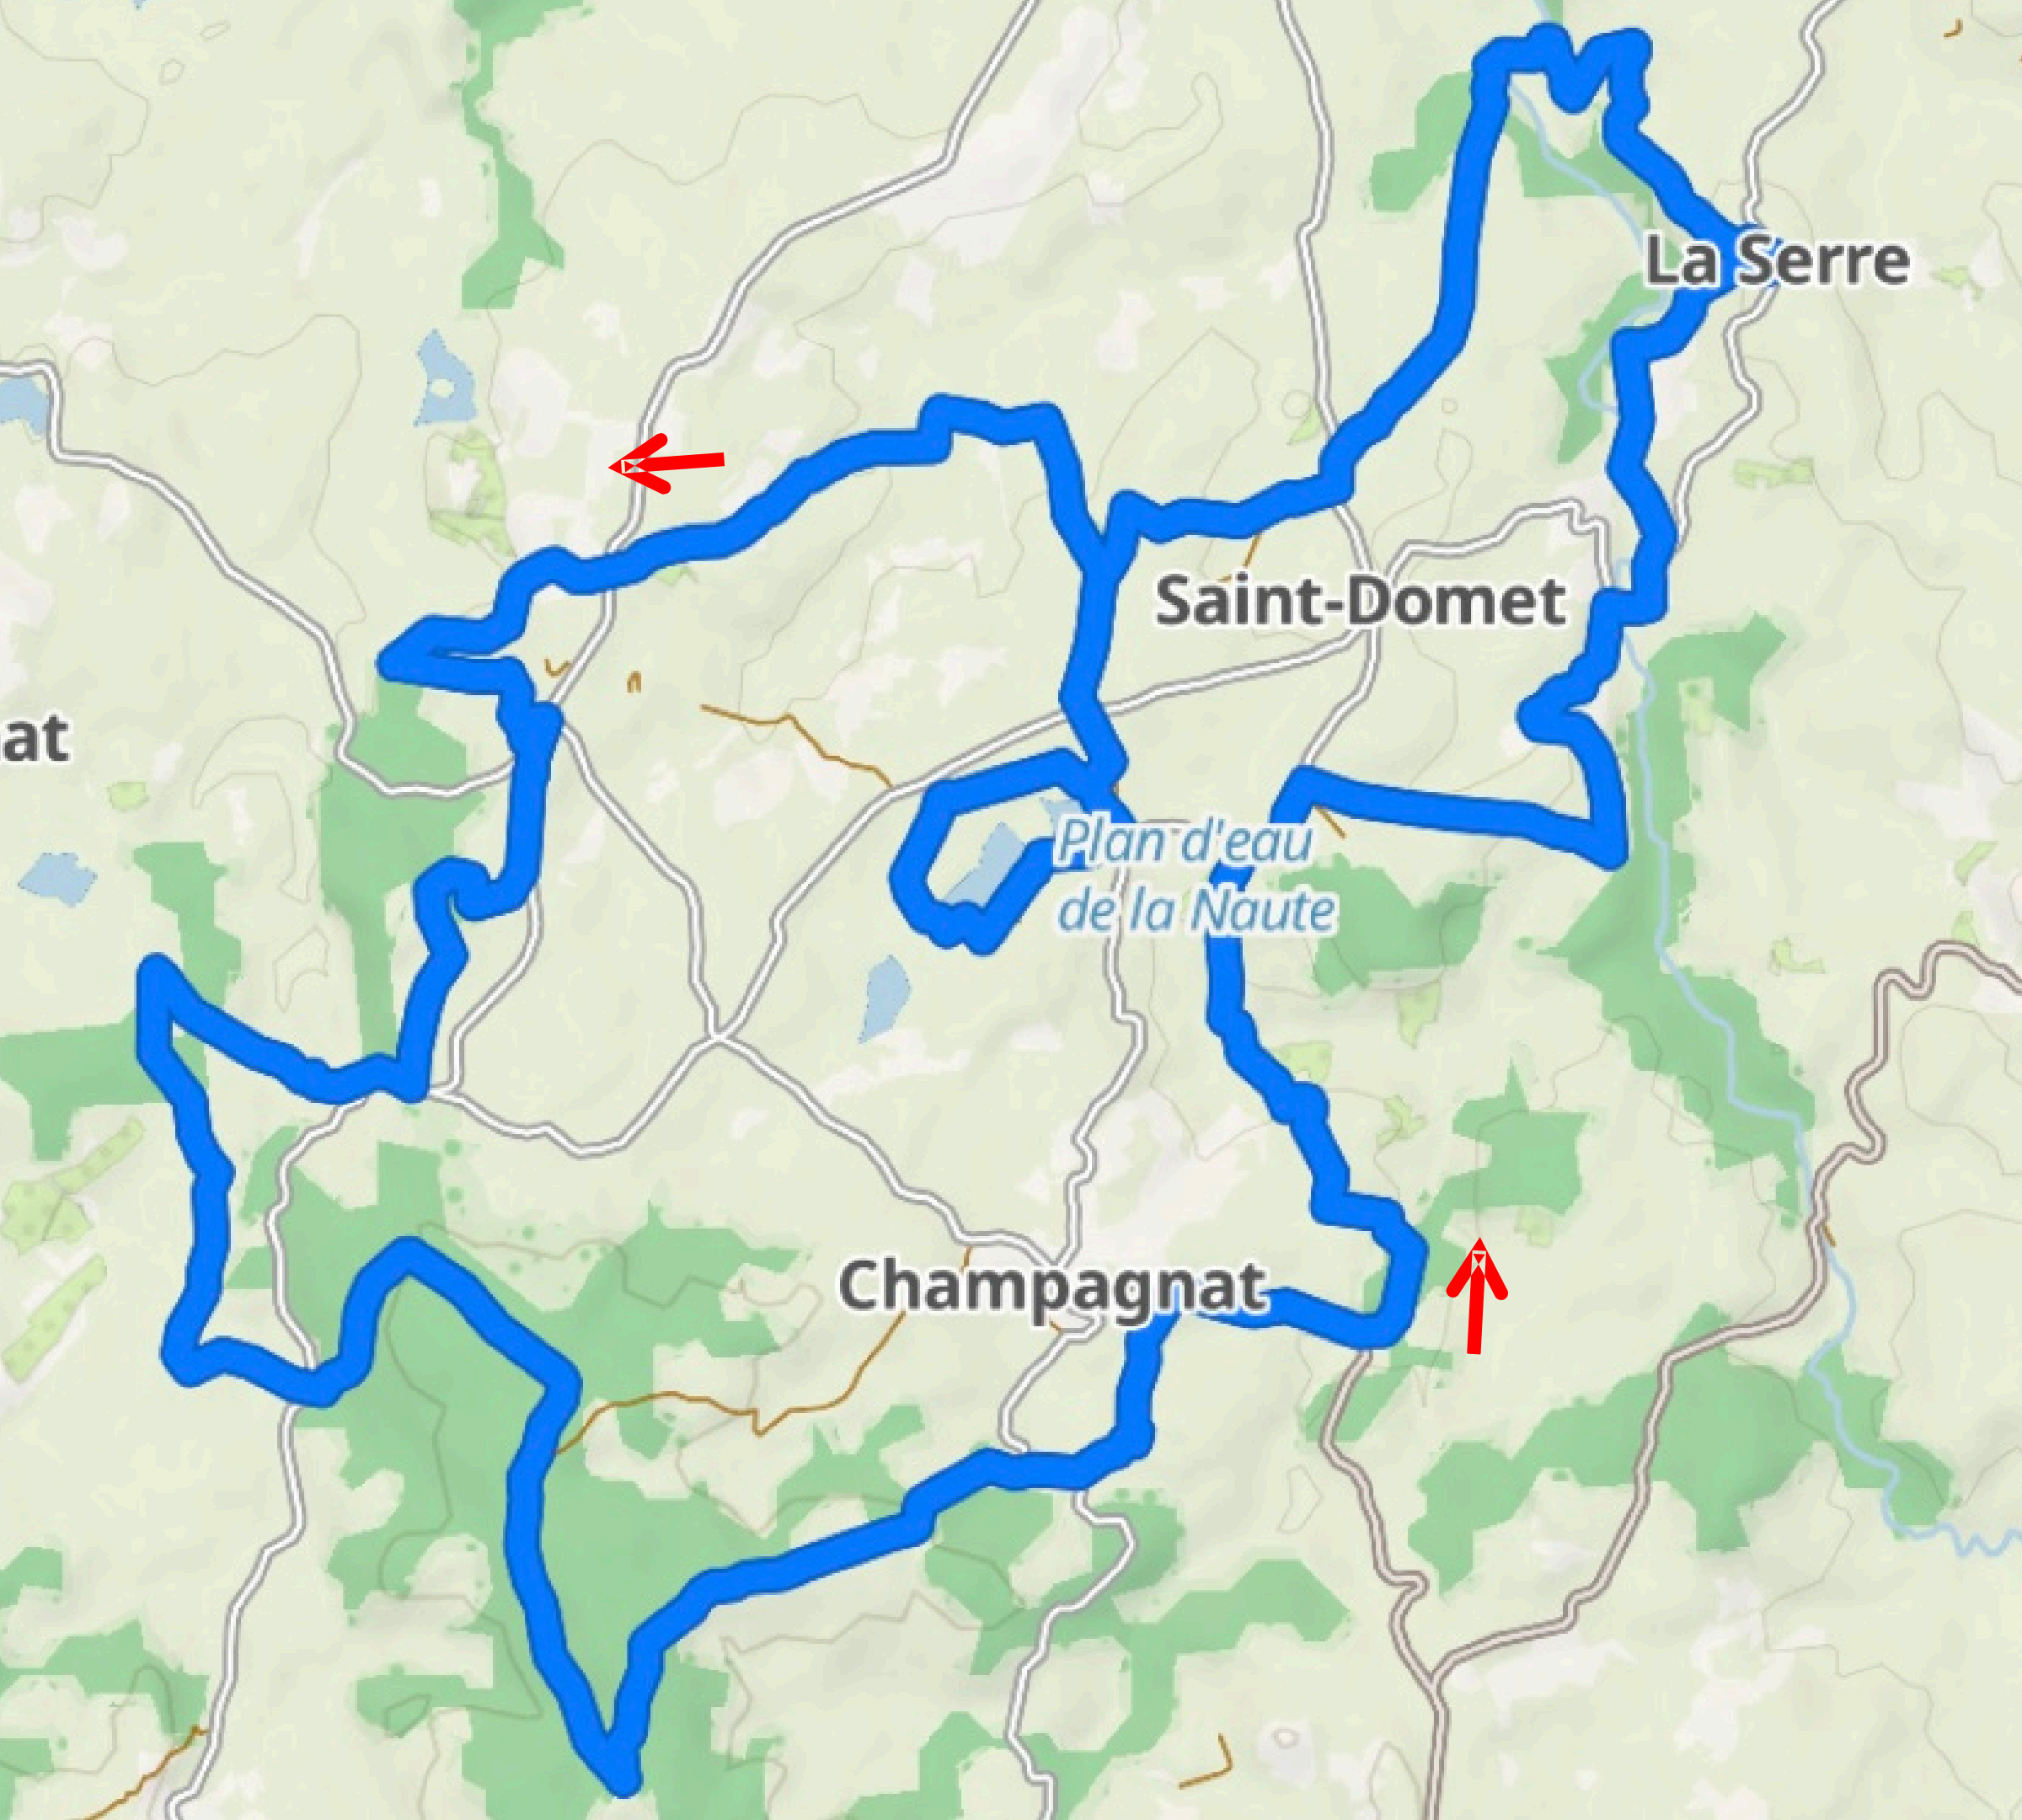 La Serre
Saint-Domet
at
Plan d'eau
de la Naute
Champagnat